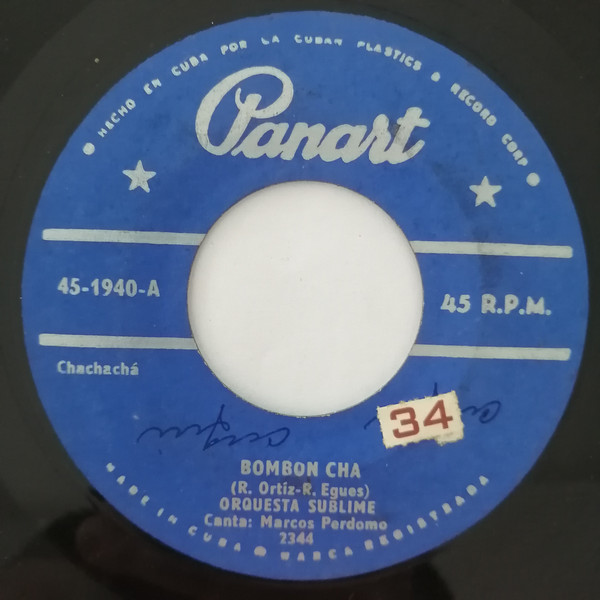 ● HECHO EN CUBA POR LA CUBAN PLASTICS & RECORD CORP ●
Panart
45-1940-A
45 R.P.M.
Chachachá
34
BOMBON CHA
(R. Ortíz-R. Egues)
ORQUESTA SUBLIME
Canta: Marcos Perdomo
2344
MADE IN CUBA ● MARCA REGISTRADA